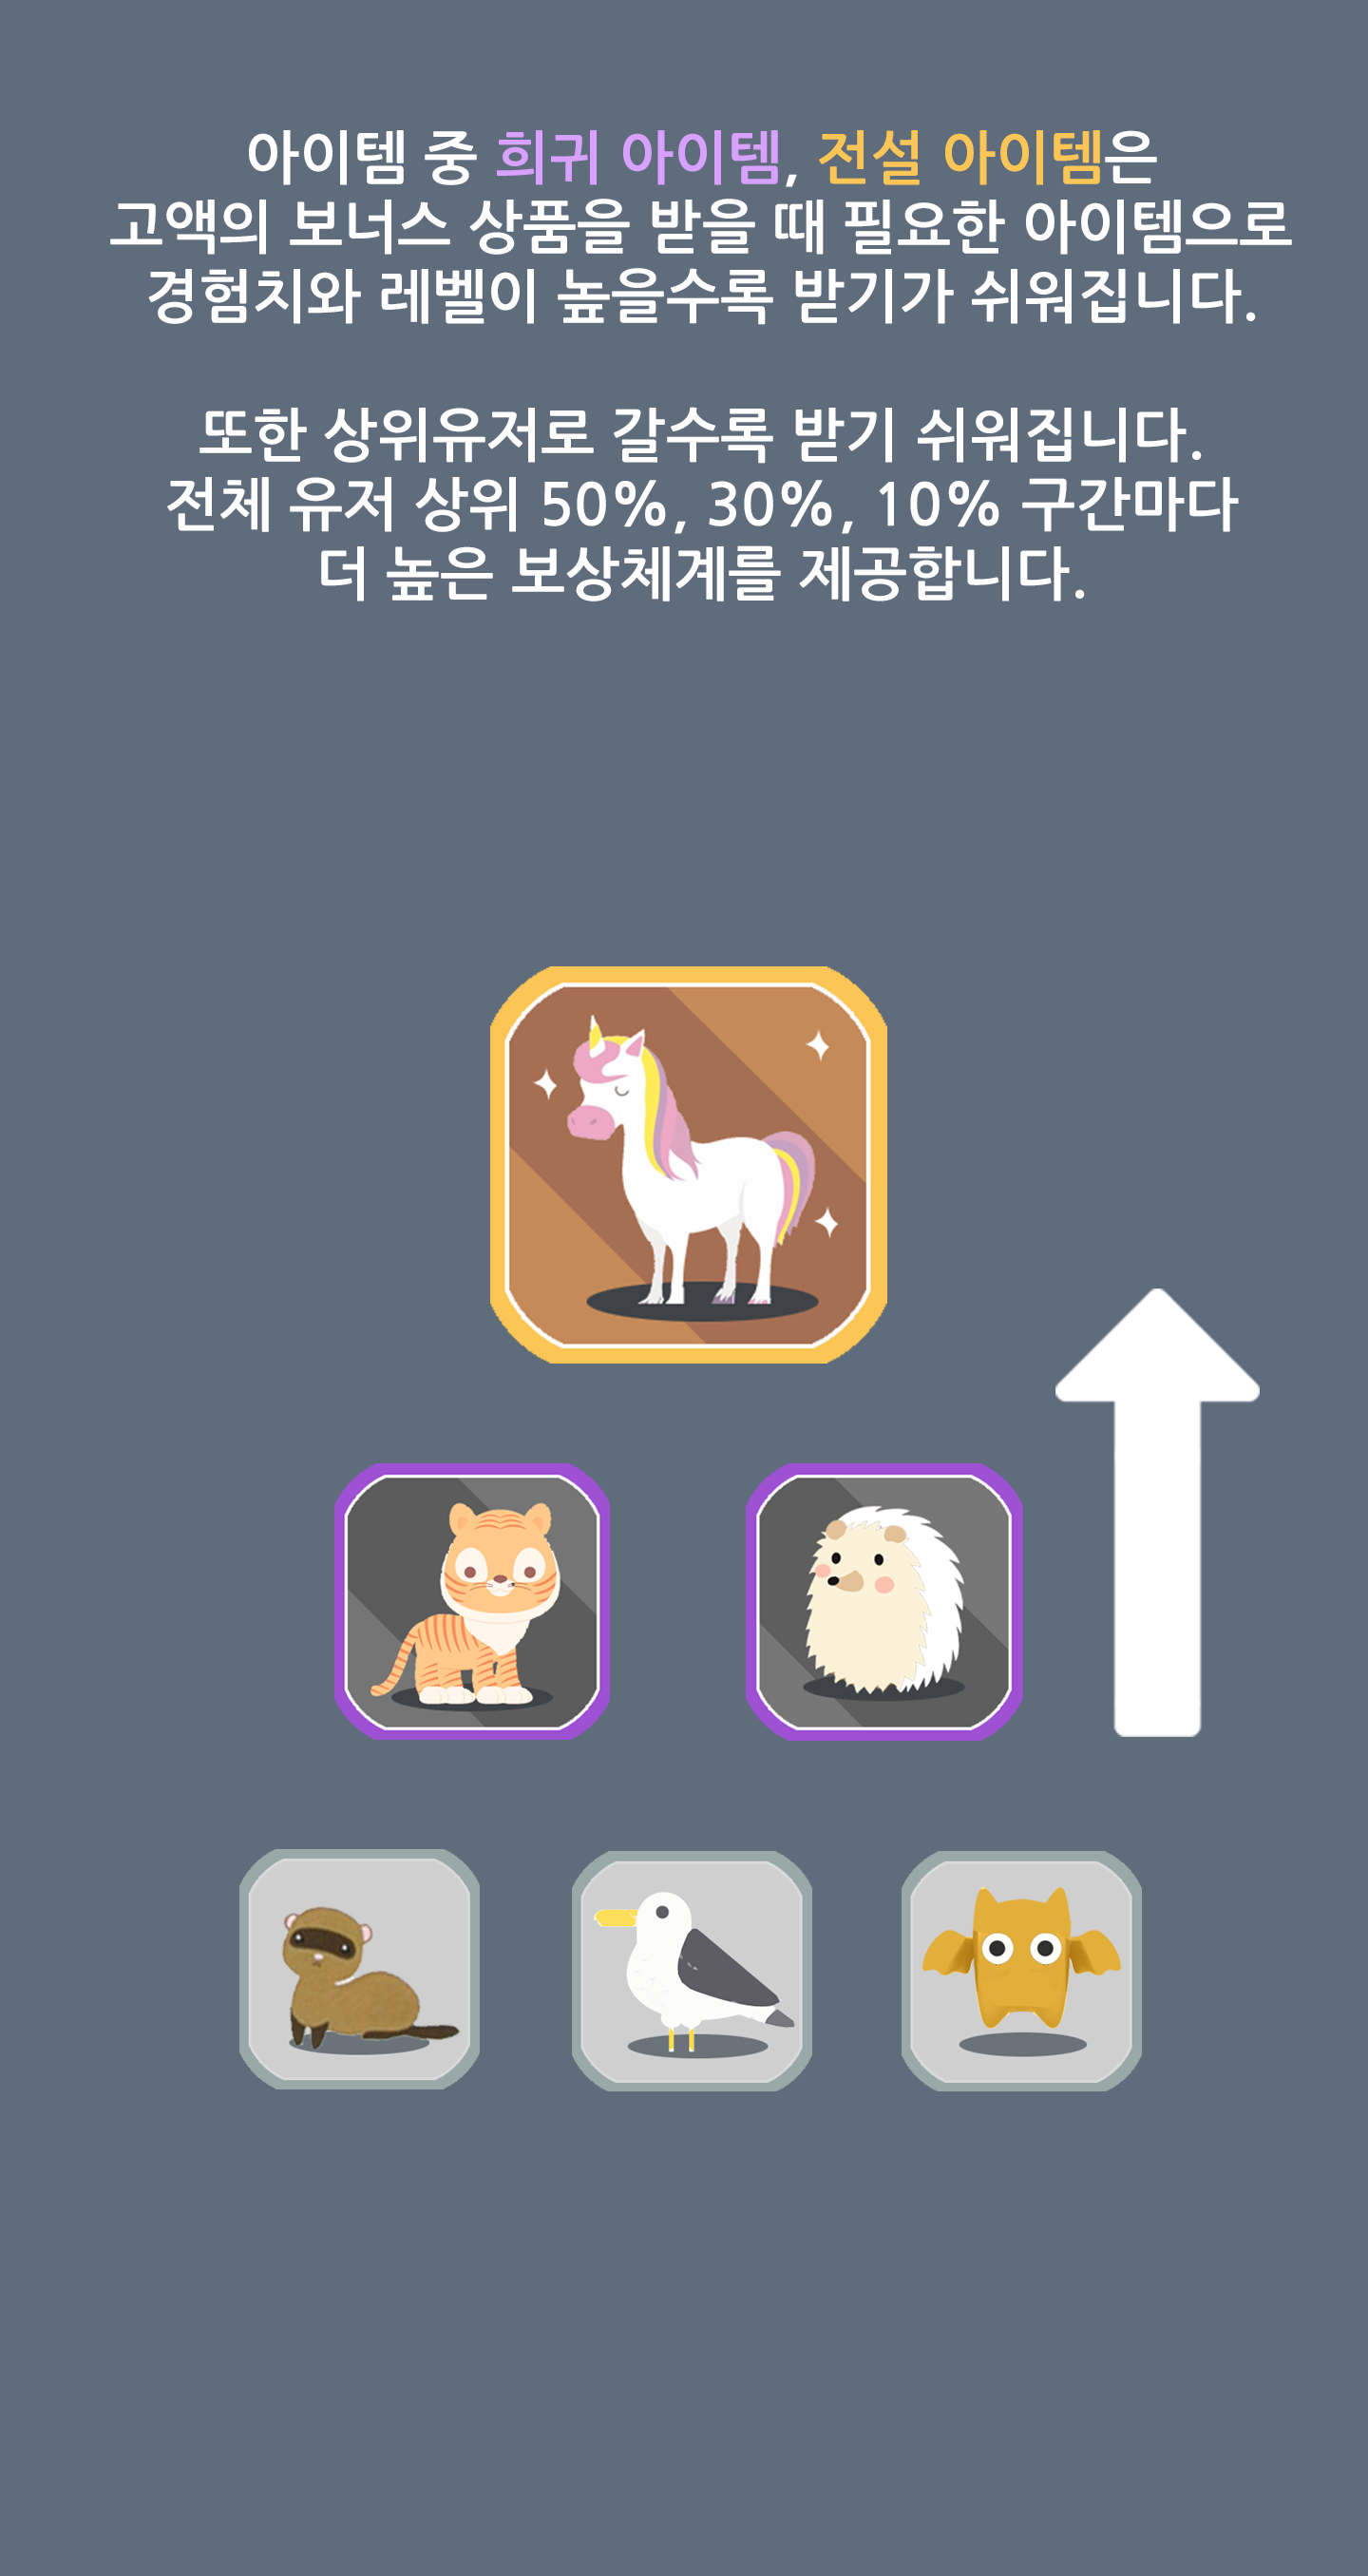 아이템 중 희귀 아이템, 전설 아이템은
고액의 보너스 상품을 받을 때 필요한 아이템으로
경험치와 레벨이 높을수록 받기가 쉬워집니다.
또한 상위유저로 갈수록 받기 쉬워집니다.
전체 유저 상위 50%, 30%, 10% 구간마다
더 높은 보상체계를 제공합니다.